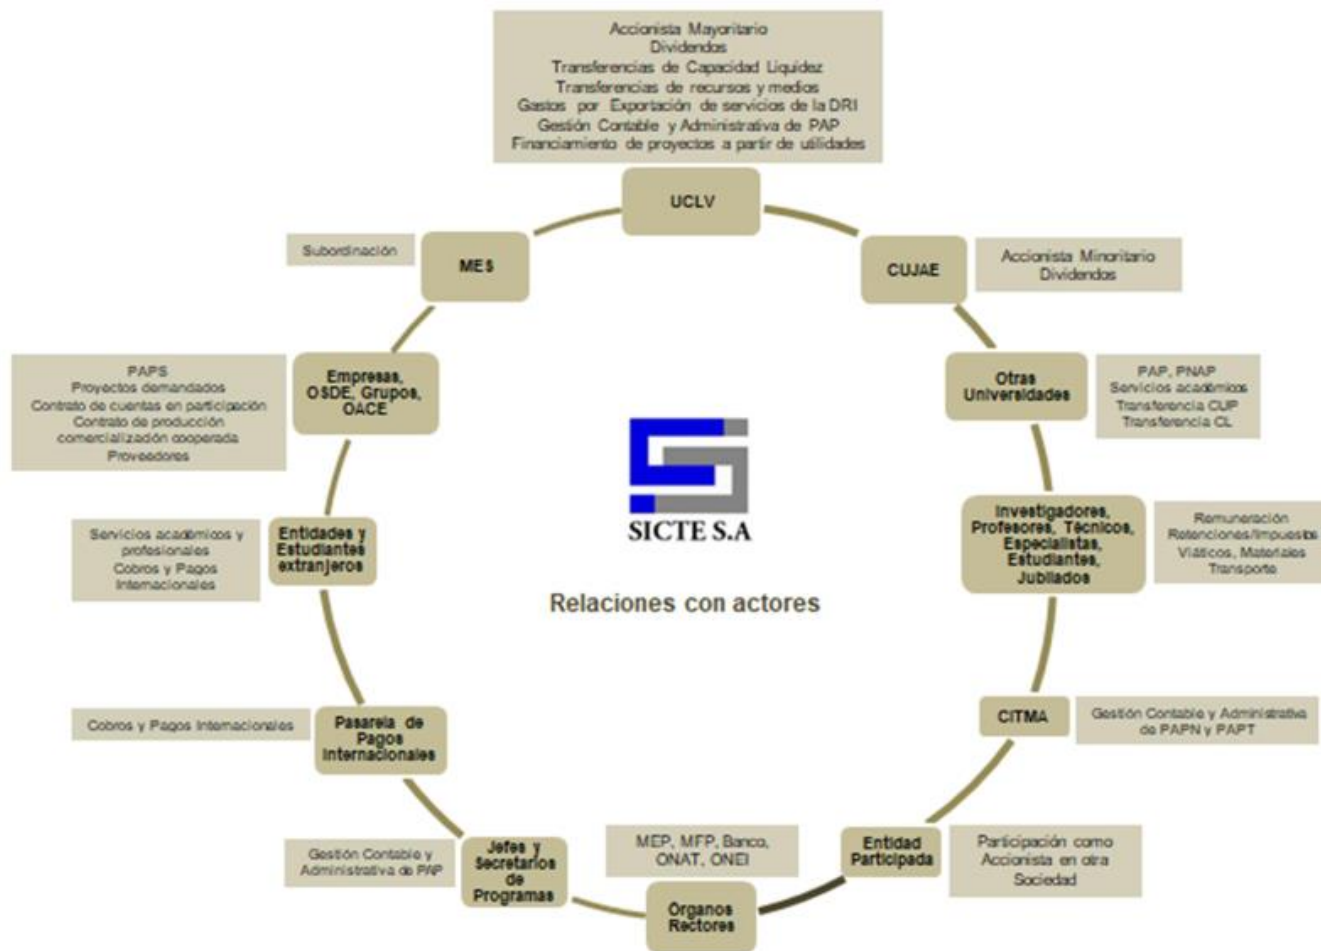 Accionista Mayoritario
Dividendos
Transferencias de Capacidad Liquidez
Transferencias de recursos y medios
Gastos por Exportación de servicios de la DRI
Gestión Contable y Administrativa de PAP
Financiamiento de proyectos a partir de utilidades
UCLV
Subordinación
MES
CUJAE
Accionista Minoritario
Dividendos
PAPS
Proyectos demandados
Contrato de cuentas en participación
Contrato de producción
comercialización cooperada
Proveedores
Empresas,
OSDE, Grupos,
OACE
Otras
Universidades
PAP, PNAP
Servicios académicos
Transferencia CUP
Transferencia CL
SICTE S.A
Relaciones con actores
Servicios académicos y
profesionales
Cobros y Pagos
Internacionales
Entidades y
Estudiantes
extranjeros
Investigadores,
Profesores, Técnicos,
Especialistas,
Estudiantes,
Jubilados
Remuneración
Retenciones/Impuestos
Viáticos, Materiales
Transporte
Cobros y Pagos Internacionales
Pasarela de
Pagos
Internacionales
CITMA
Gestión Contable y Administrativa
de PAPN y PAPT
Gestión Contable y
Administrativa de PAP
Jefes y
Secretarios
de
Programas
MEP, MFP, Banco,
ONAT, ONEI
Órganos
Rectores
Entidad
Participada
Participación como
Accionista en otra
Sociedad